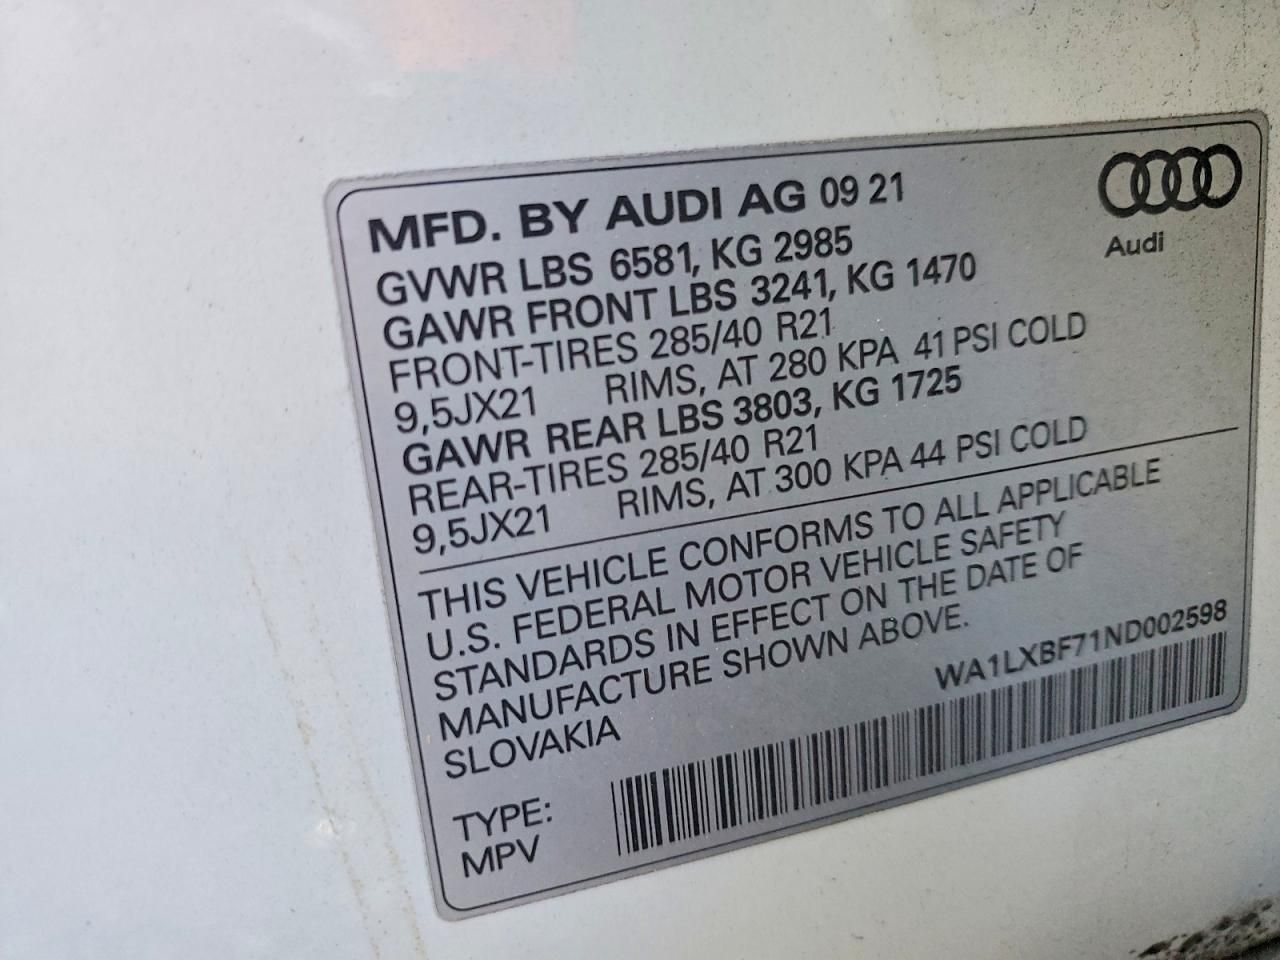 MFD. BY AUDI AG 09 21
Audi
GVWR LBS 6581, KG 2985
GAWR FRONT LBS 3241, KG 1470
FRONT-TIRES 285/40 R21
9,5JX21 RIMS, AT 280 KPA 41 PSI COLD
GAWR REAR LBS 3803, KG 1725
REAR-TIRES 285/40 R21
9,5JX21 RIMS, AT 300 KPA 44 PSI COLD
THIS VEHICLE CONFORMS TO ALL APPLICABLE
U.S. FEDERAL MOTOR VEHICLE SAFETY
STANDARDS IN EFFECT ON THE DATE OF
MANUFACTURE SHOWN ABOVE.
SLOVAKIA
WA1LXBF71ND002598
TYPE:
MPV